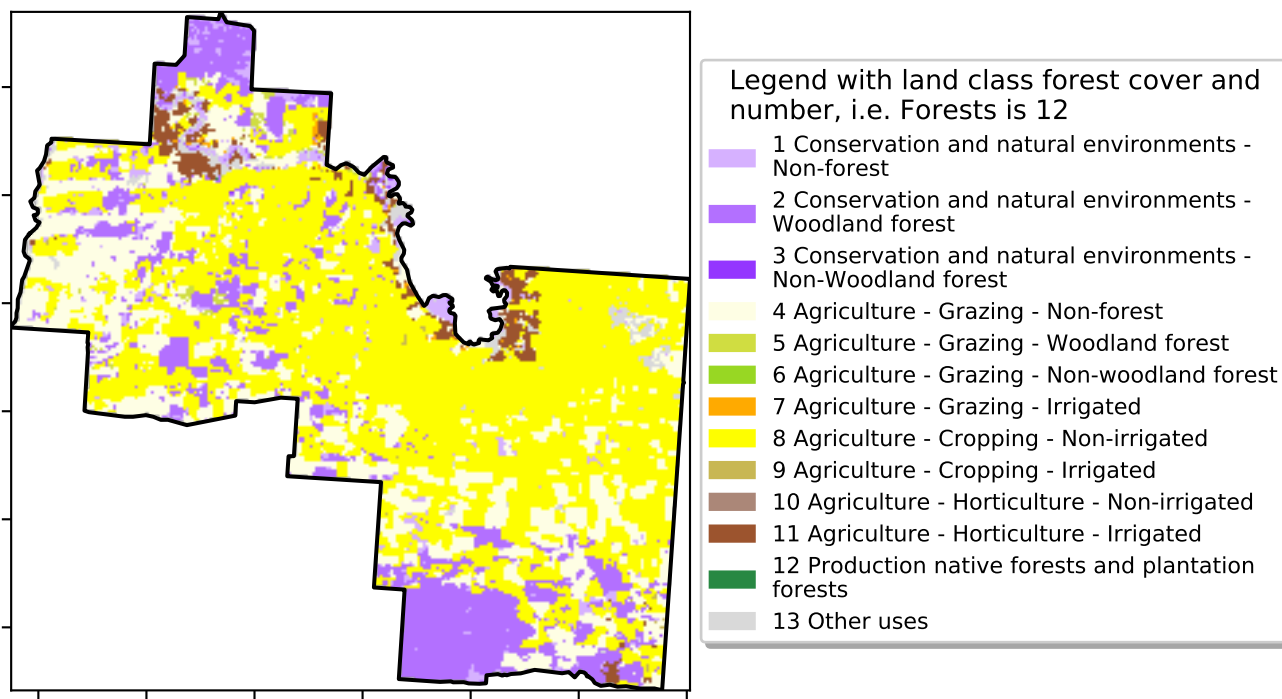 Legend with land class forest cover and
number, i.e. Forests is 12
1 Conservation and natural environments -
Non-forest
2 Conservation and natural environments -
Woodland forest
3 Conservation and natural environments -
Non-Woodland forest
4 Agriculture - Grazing - Non-forest
5 Agriculture - Grazing - Woodland forest
6 Agriculture - Grazing - Non-woodland forest
7 Agriculture - Grazing - Irrigated
8 Agriculture - Cropping - Non-irrigated
9 Agriculture - Cropping - Irrigated
10 Agriculture - Horticulture - Non-irrigated
11 Agriculture - Horticulture - Irrigated
12 Production native forests and plantation
forests
13 Other uses